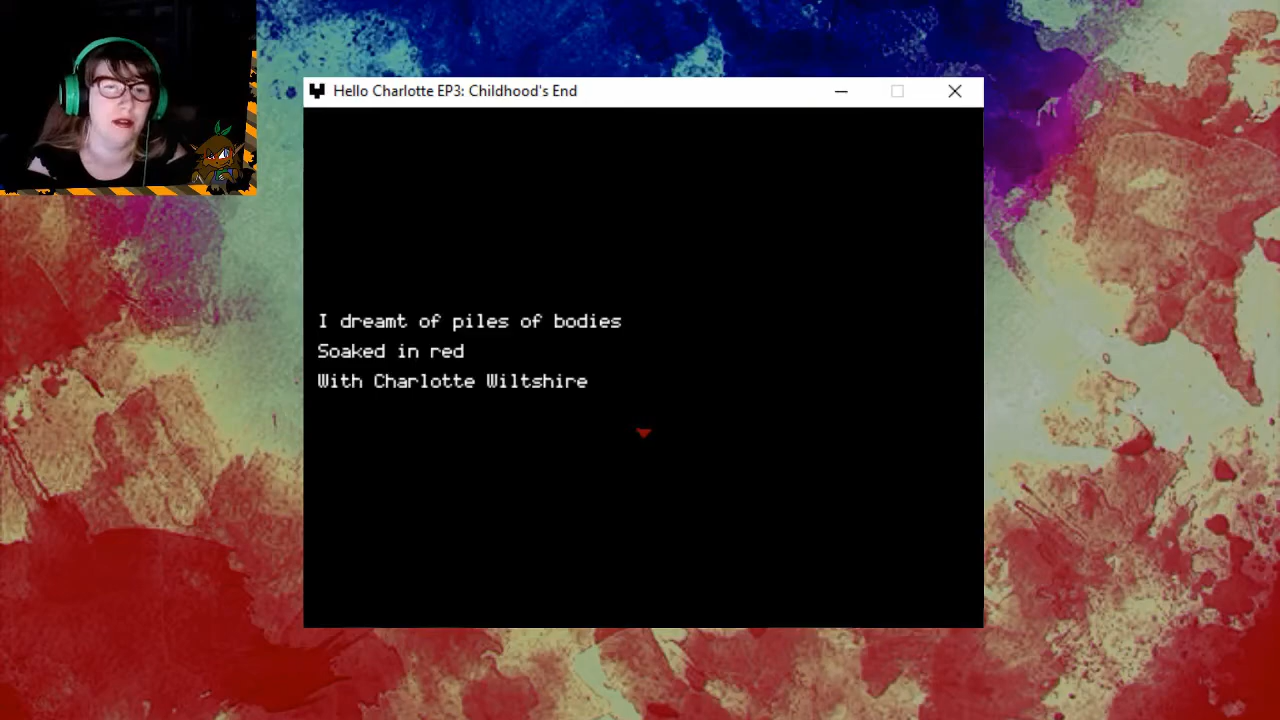 Hello Charlotte EP3: Childhood's End
I dreamt of piles of bodies
Soaked in red
With Charlotte Wiltshire